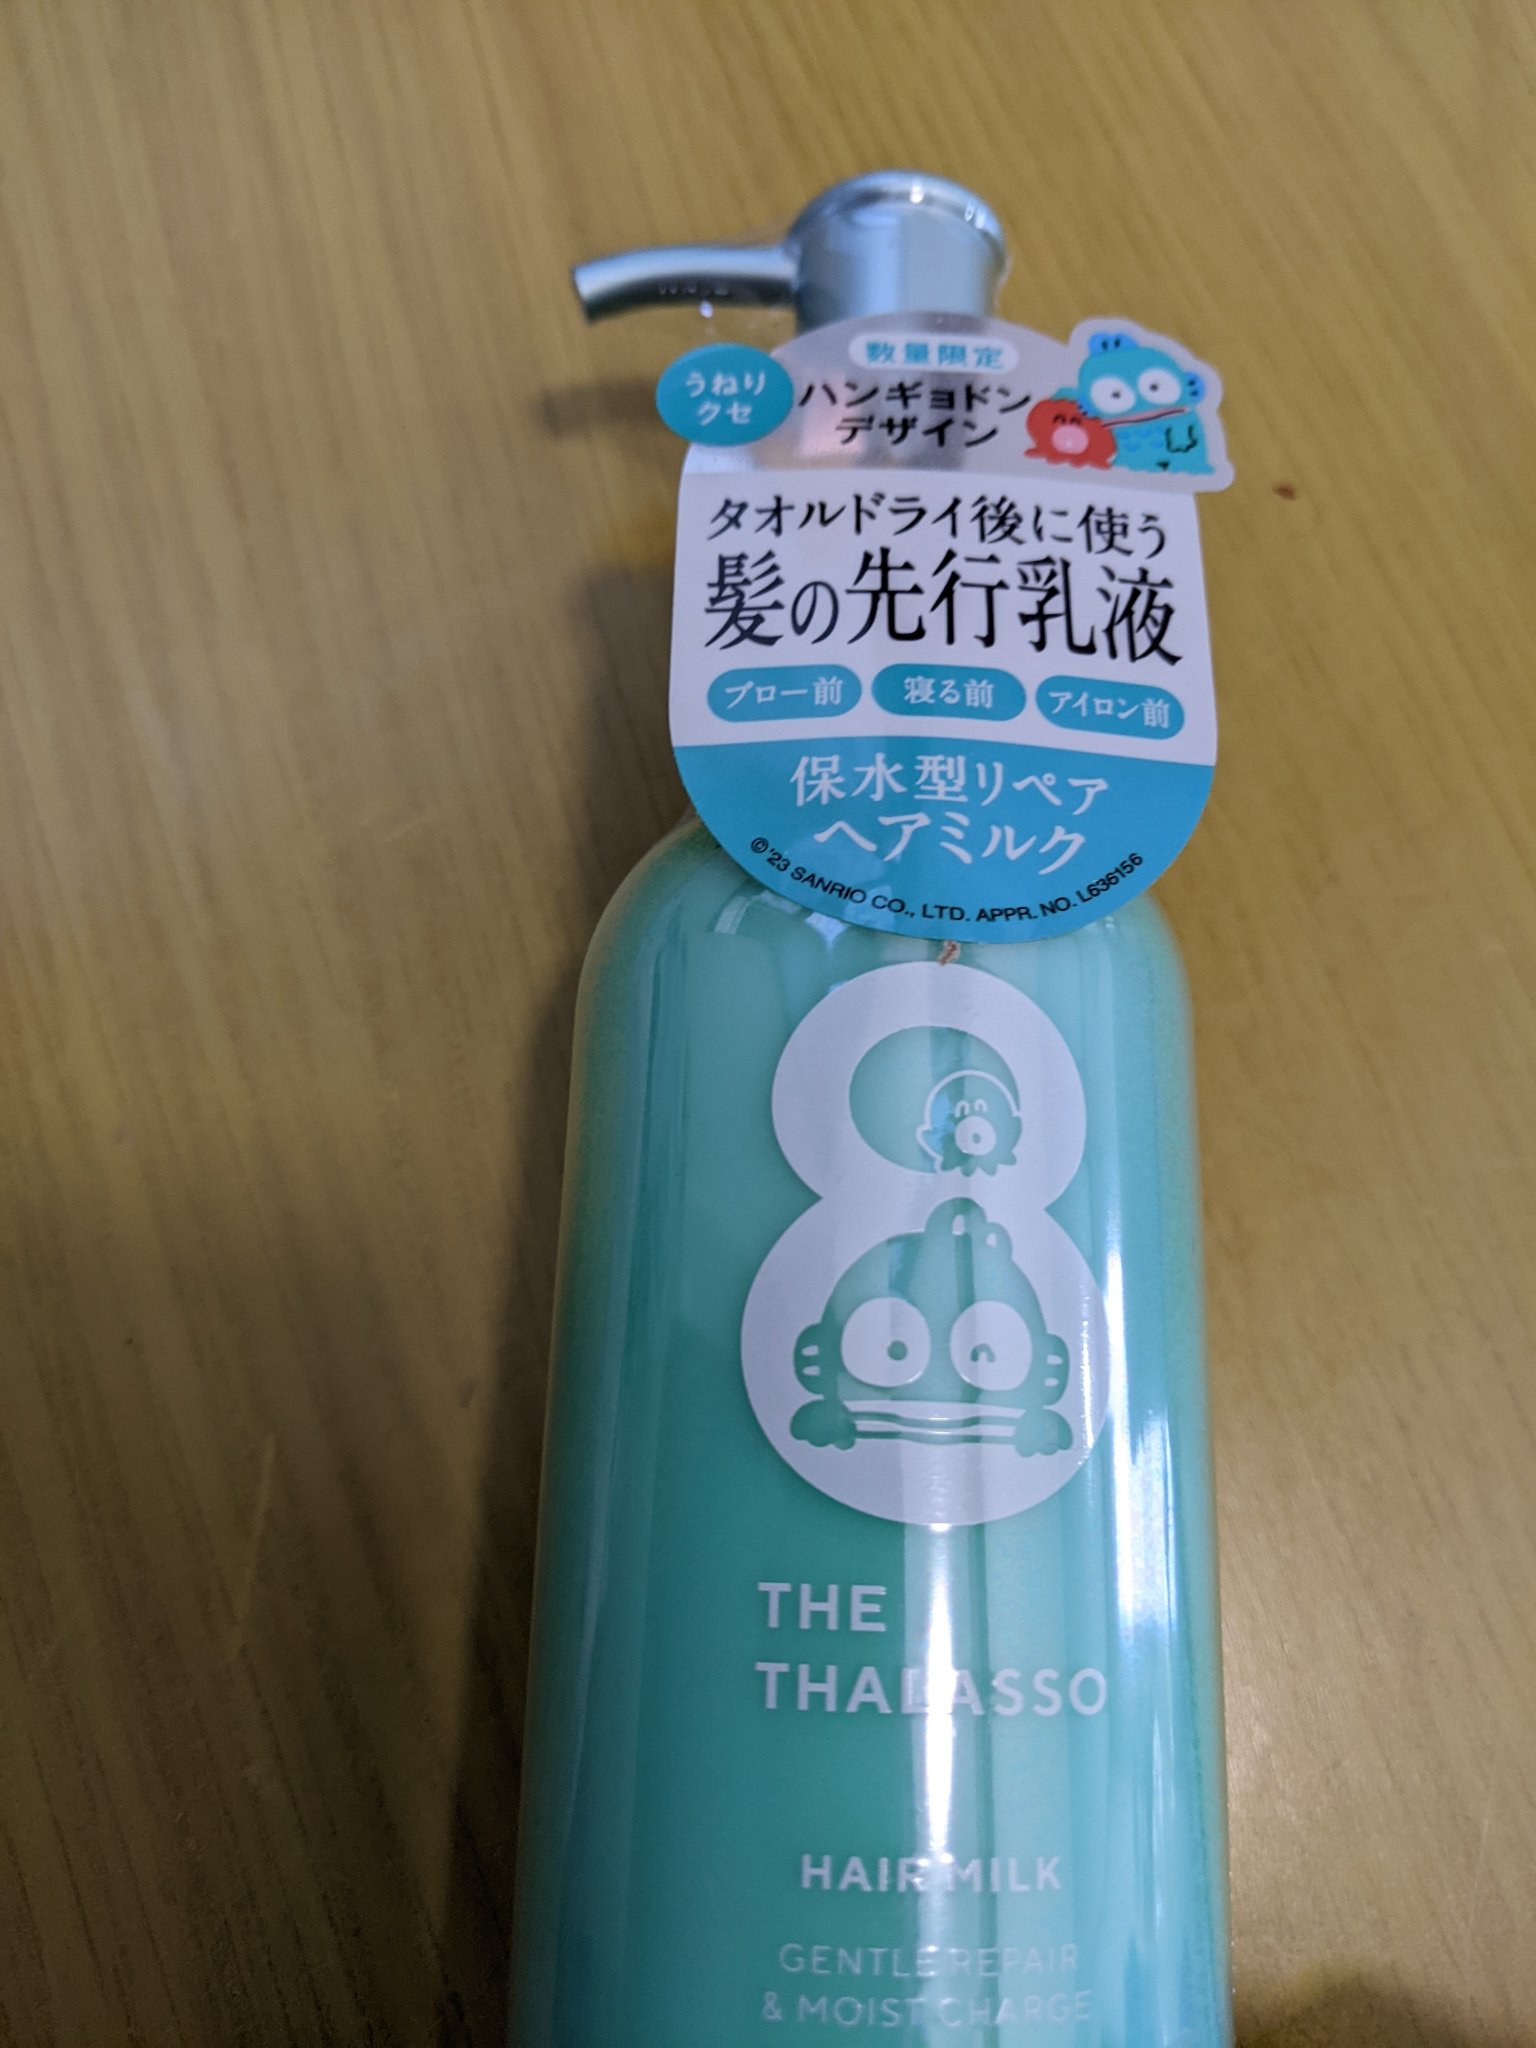 数量限定
うねり
クセ
ハンギョドン
デザイン
タオルドライ後に使う
髪の先行乳液
ブロー前
寝る前
アイロン前
保水型リペア
ヘアミルク
©'23 SANRIO CO., LTD. APPR. NO. L636156
8
THE
THALASSO
HAIR MILK
GENTLE REPAIR
& MOIST CHARGE